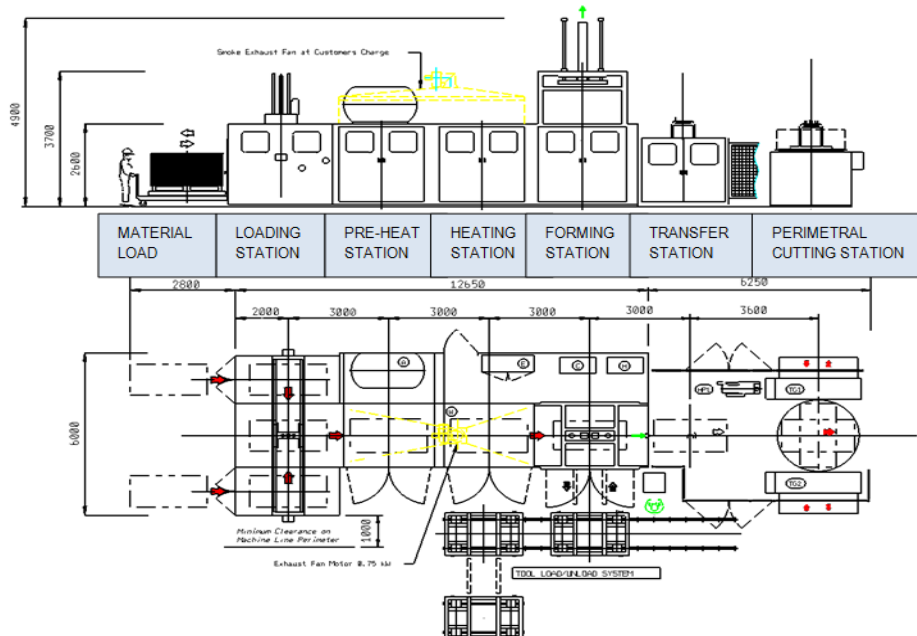 Smoke Exhaust Fan at Customers Charge
4900
3700
2600
MATERIAL
LOAD
LOADING
STATION
PRE-HEAT
STATION
HEATING
STATION
FORMING
STATION
TRANSFER
STATION
PERIMETRAL
CUTTING STATION
2800
12650
6250
2000
3000
3000
3000
3000
3600
6000
A
E
C
H
HP1
TG1
TG2
Minimum Clearance on
Machine Line Perimeter
1000
Exhaust Fan Motor 0.75 kW
TOOL LOAD/UNLOAD SYSTEM